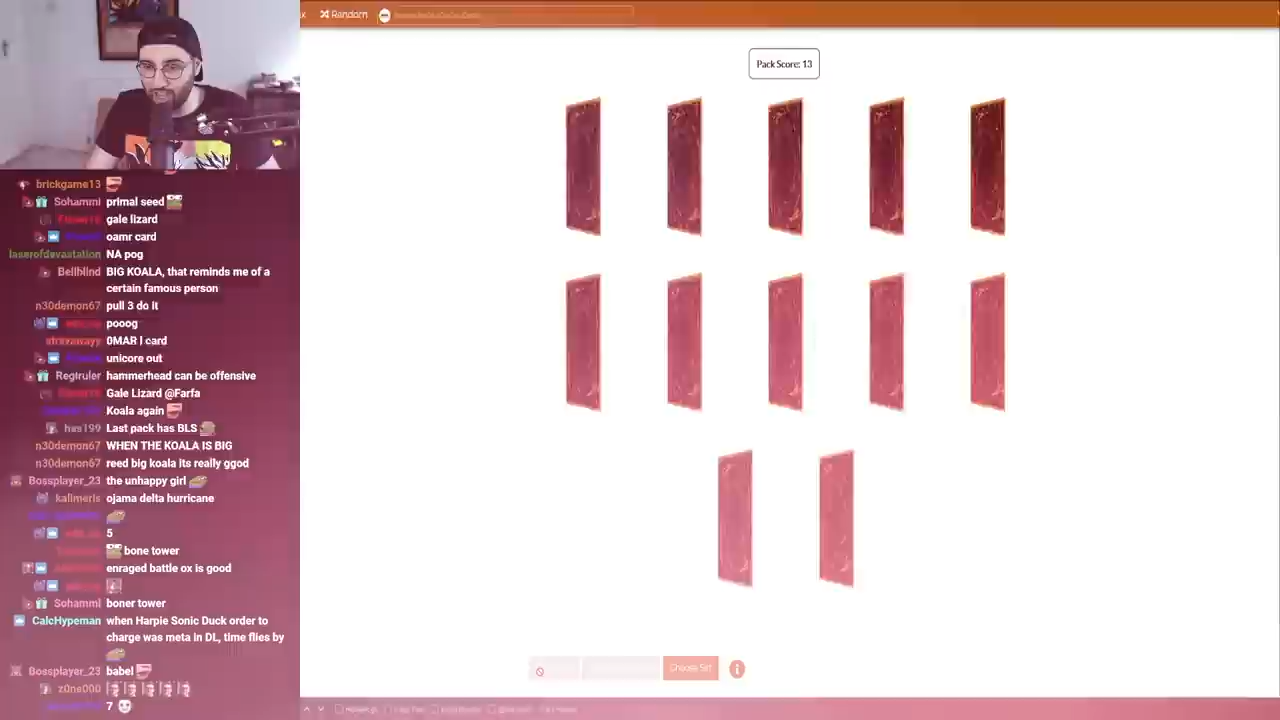 Random
Pack Score: 13
brickgame13
Sohammi primal seed
gale lizard
oamr card
laserofdevastation NA pog
Bellblind BIG KOALA, that reminds me of a
certain famous person
n30demon67 pull 3 do it
pooog
straxawayy 0MAR i card
unicore out
Regiruler hammerhead can be offensive
Gale Lizard @Farfa
Koala again
has199 Last pack has BLS
n30demon67 WHEN THE KOALA IS BIG
n30demon67 reed big koala its really ggod
Bossplayer_23 the unhappy girl
kalimeris ojama delta hurricane
5
bone tower
enraged battle ox is good
Sohammi boner tower
CalcHypeman when Harpie Sonic Duck order to
charge was meta in DL, time flies by
Bossplayer_23 babel
z0ne000
7
Choose Set